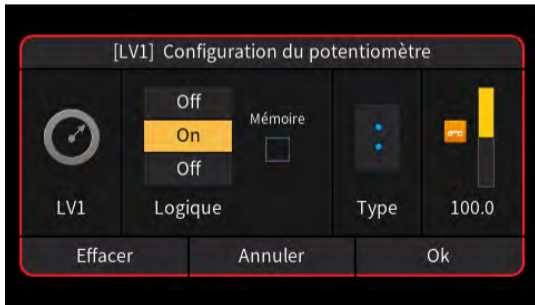 [LV1] Configuration du potentiomètre
Off
On
Off
Mémoire
LV1
Logique
Type
100.0
Effacer
Annuler
Ok